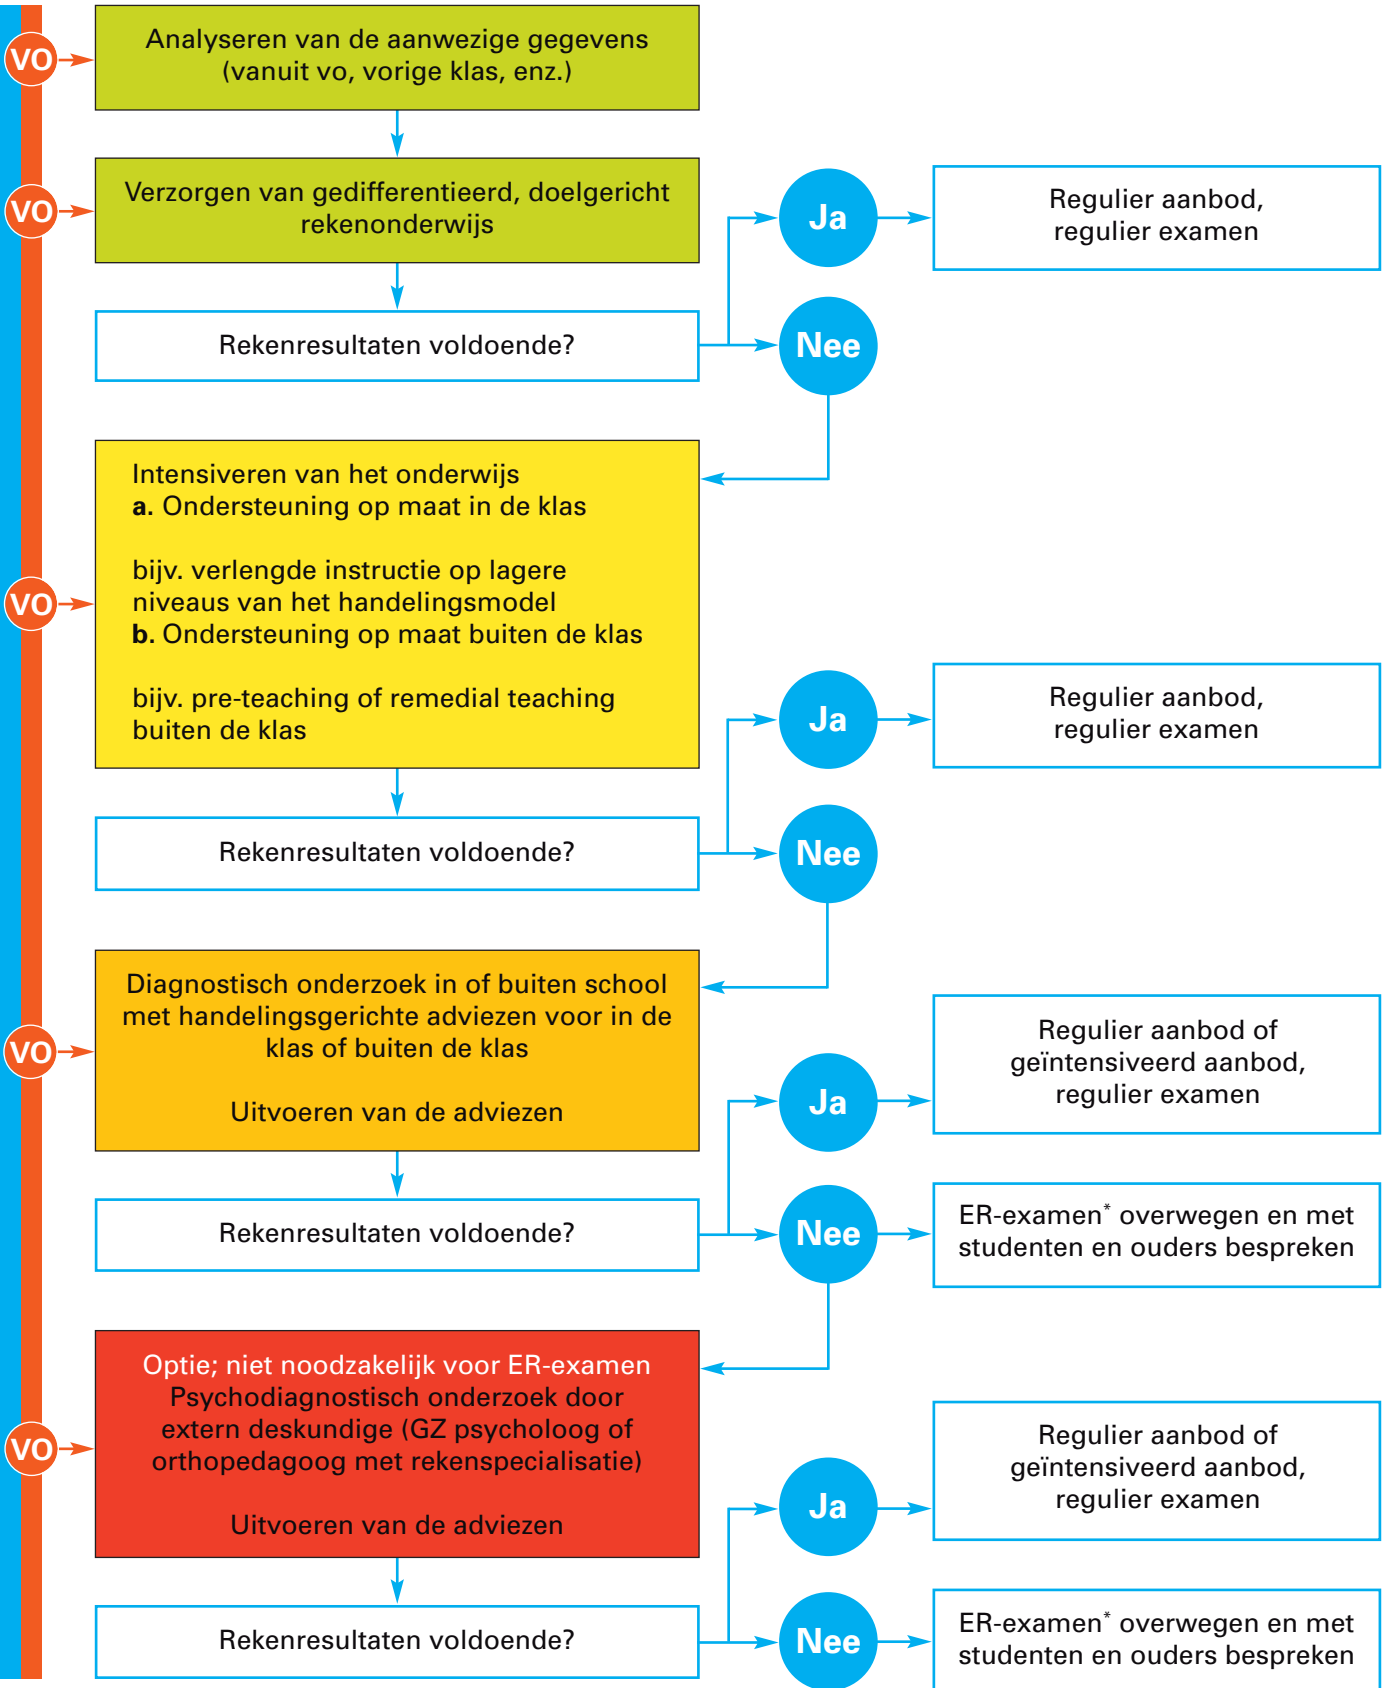 VO
Analyseren van de aanwezige gegevens
(vanuit vo, vorige klas, enz.)
VO
Verzorgen van gedifferentieerd, doelgericht
rekenonderwijs
Ja
Regulier aanbod,
regulier examen
Rekenresultaten voldoende?
Nee
VO
Intensiveren van het onderwijs
a. Ondersteuning op maat in de klas
bijv. verlengde instructie op lagere
niveaus van het handelingsmodel
b. Ondersteuning op maat buiten de klas
bijv. pre-teaching of remedial teaching
buiten de klas
Ja
Regulier aanbod,
regulier examen
Rekenresultaten voldoende?
Nee
VO
Diagnostisch onderzoek in of buiten school
met handelingsgerichte adviezen voor in de
klas of buiten de klas
Uitvoeren van de adviezen
Ja
Regulier aanbod of
geïntensiveerd aanbod,
regulier examen
Rekenresultaten voldoende?
Nee
ER-examen* overwegen en met
studenten en ouders bespreken
VO
Optie; niet noodzakelijk voor ER-examen
Psychodiagnostisch onderzoek door
extern deskundige (GZ psycholoog of
orthopedagoog met rekenspecialisatie)
Uitvoeren van de adviezen
Ja
Regulier aanbod of
geïntensiveerd aanbod,
regulier examen
Rekenresultaten voldoende?
Nee
ER-examen* overwegen en met
studenten en ouders bespreken